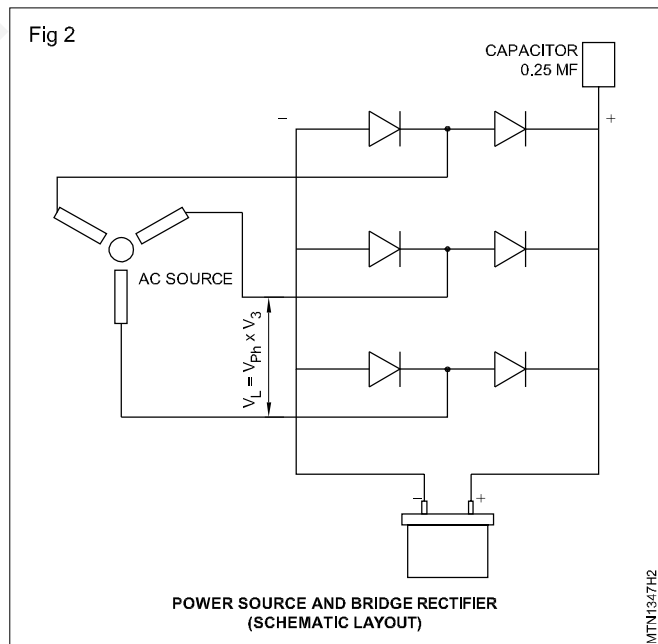 Fig 2
CAPACITOR
0.25 MF
−
+
AC SOURCE
V_L = V_Ph x V_3
−
+
POWER SOURCE AND BRIDGE RECTIFIER
(SCHEMATIC LAYOUT)
MTN1347H2